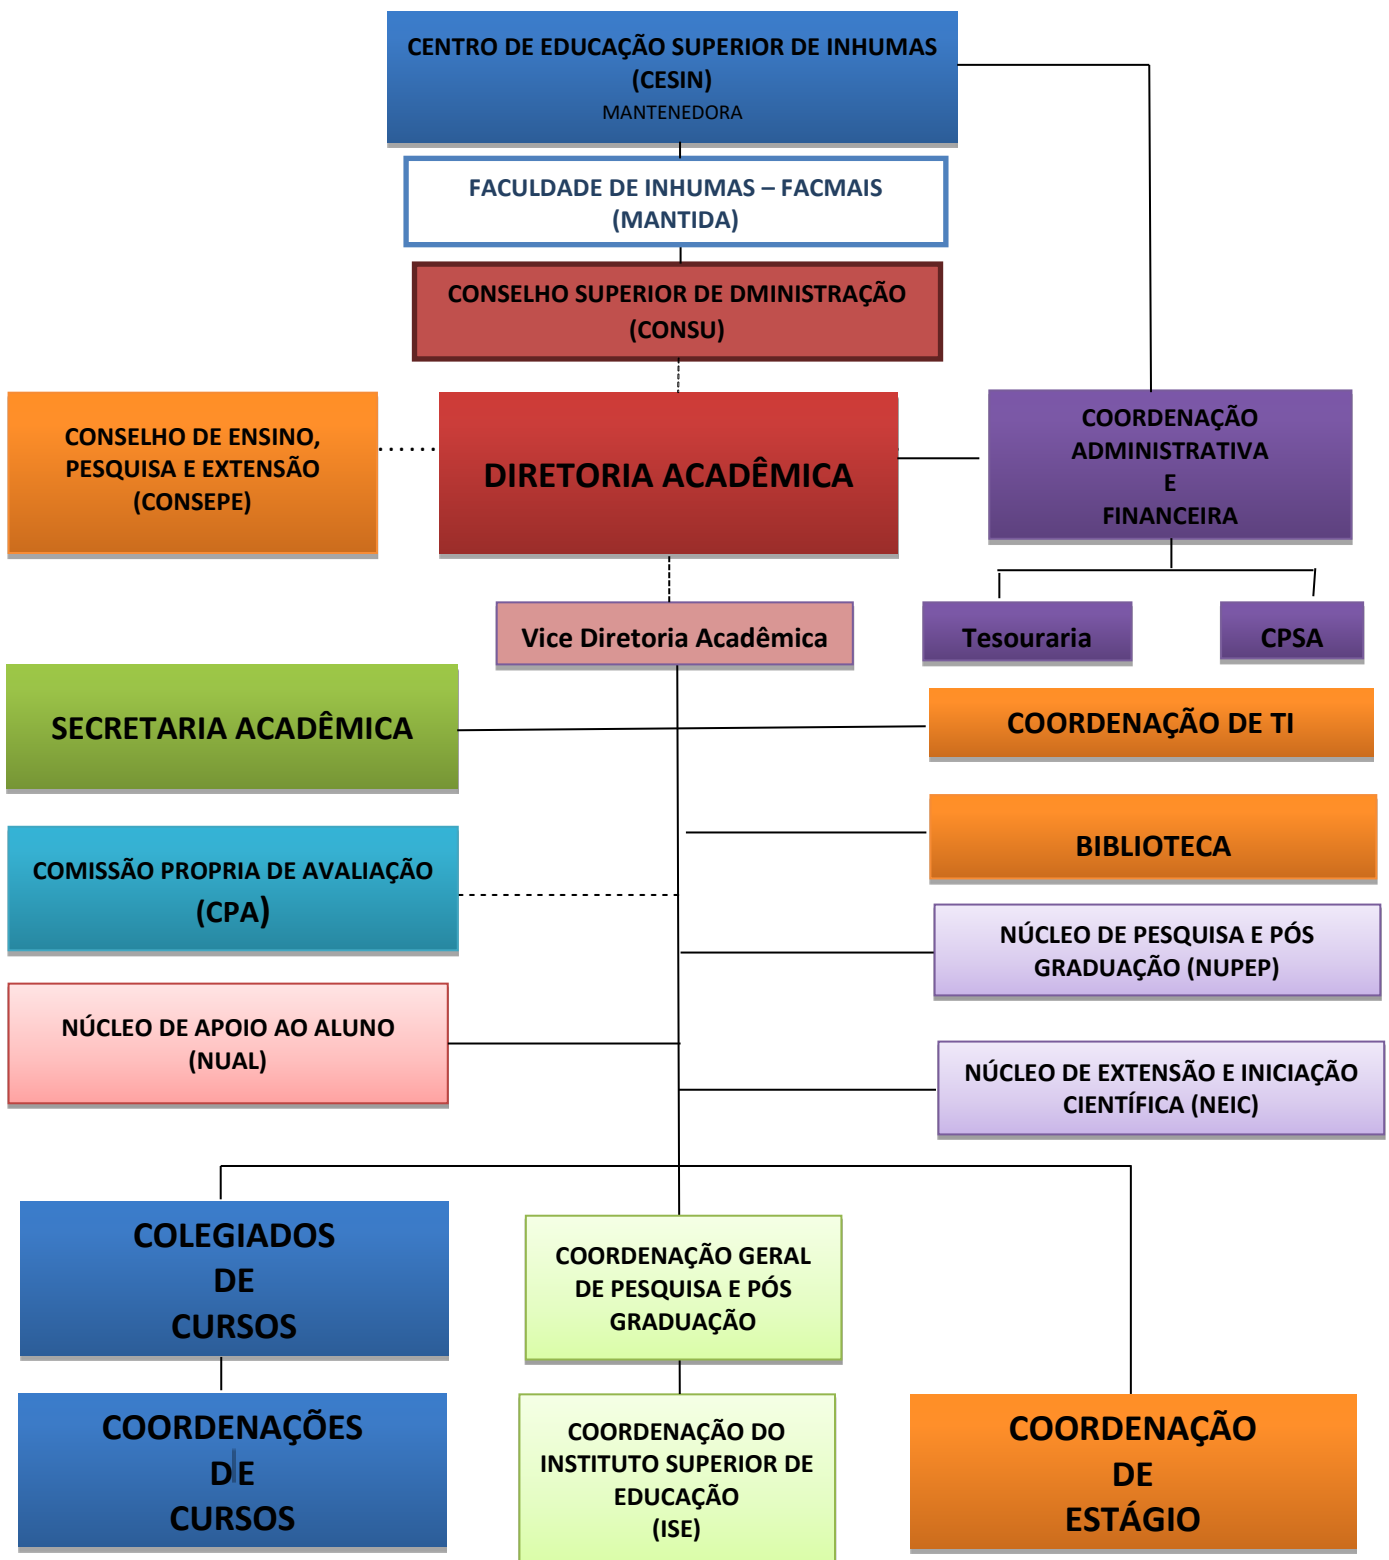 CENTRO DE EDUCAÇÃO SUPERIOR DE INHUMAS
(CESIN)
MANTENEDORA
FACULDADE DE INHUMAS – FACMAIS
(MANTIDA)
CONSELHO SUPERIOR DE DMINISTRAÇÃO
(CONSU)
CONSELHO DE ENSINO,
PESQUISA E EXTENSÃO
(CONSEPE)
DIRETORIA ACADÊMICA
COORDENAÇÃO
ADMINISTRATIVA
E
FINANCEIRA
Vice Diretoria Acadêmica
Tesouraria
CPSA
SECRETARIA ACADÊMICA
COORDENAÇÃO DE TI
BIBLIOTECA
COMISSÃO PROPRIA DE AVALIAÇÃO
(CPA)
NÚCLEO DE PESQUISA E PÓS
GRADUAÇÃO (NUPEP)
NÚCLEO DE APOIO AO ALUNO
(NUAL)
NÚCLEO DE EXTENSÃO E INICIAÇÃO
CIENTÍFICA (NEIC)
COLEGIADOS
DE
CURSOS
COORDENAÇÃO GERAL
DE PESQUISA E PÓS
GRADUAÇÃO
COORDENAÇÕES
DE
CURSOS
COORDENAÇÃO DO
INSTITUTO SUPERIOR DE
EDUCAÇÃO
(ISE)
COORDENAÇÃO
DE
ESTÁGIO